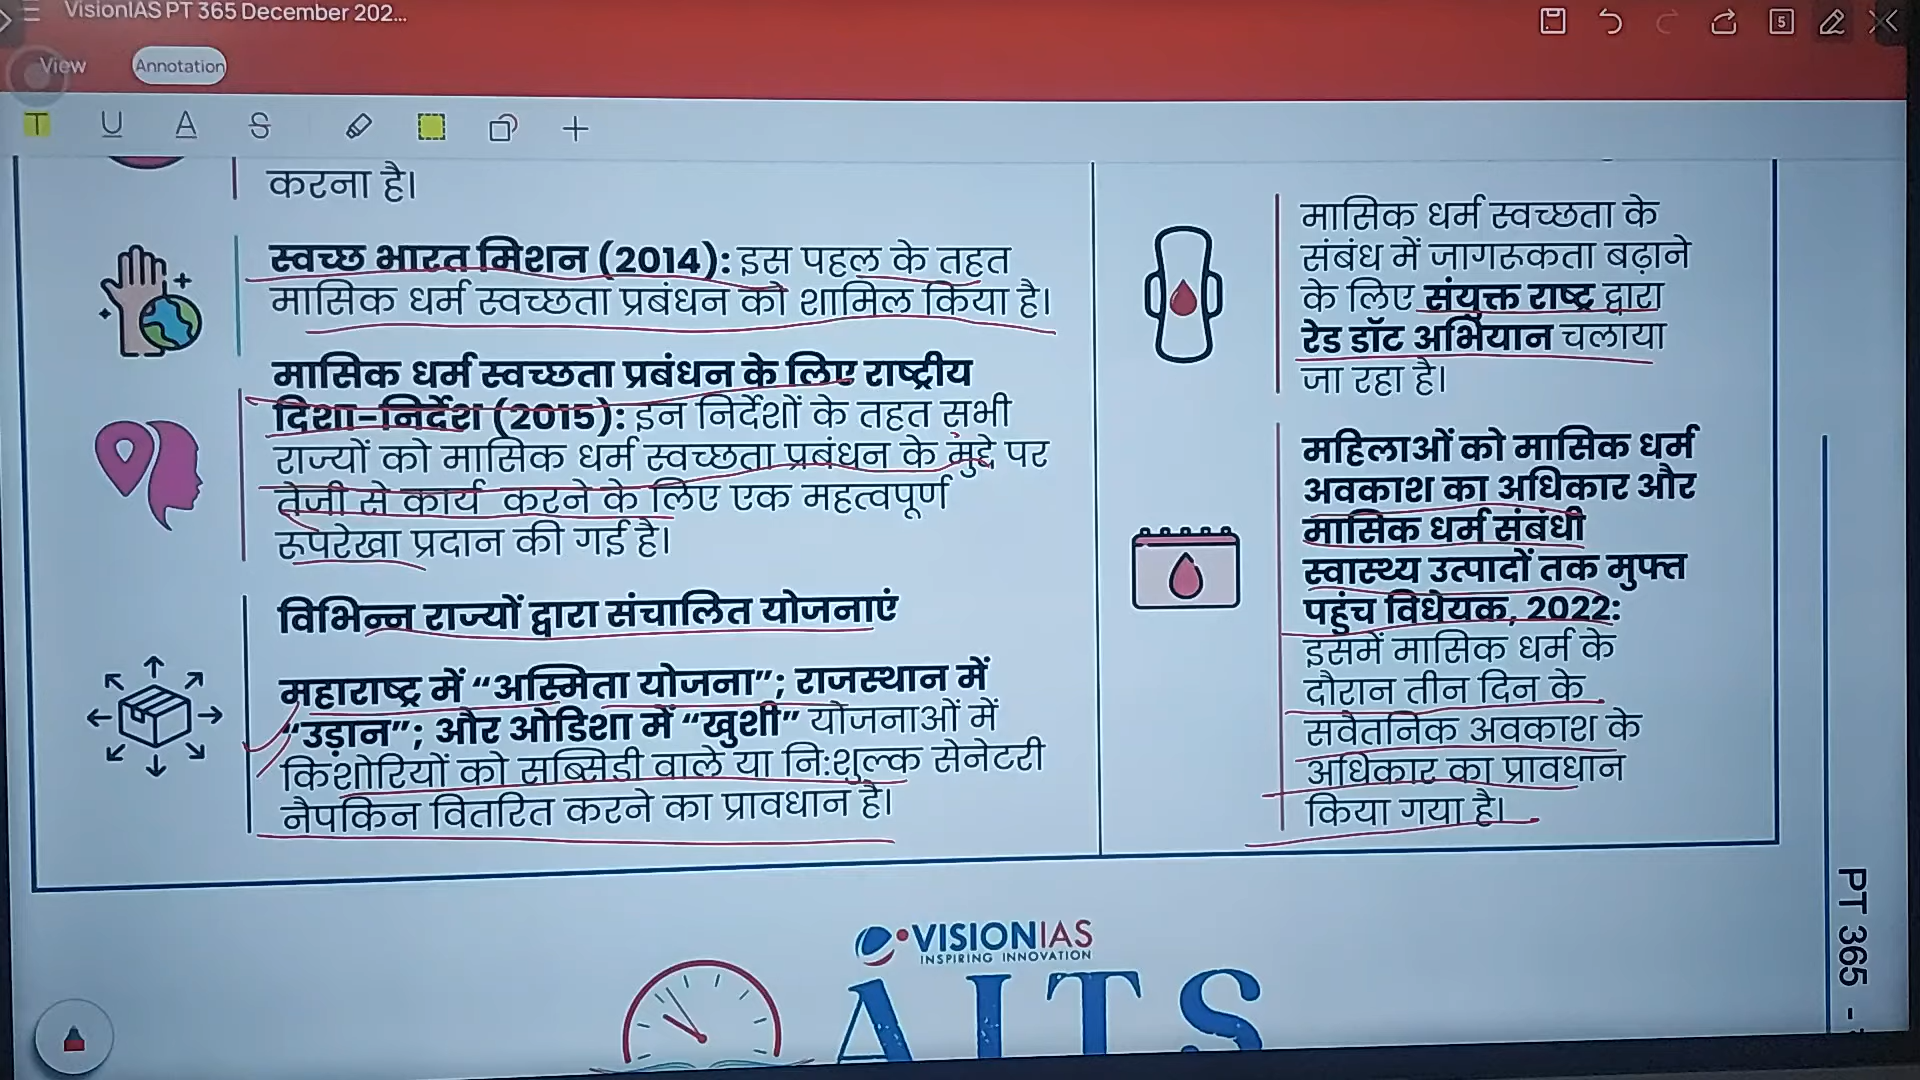 VisionIAS PT 365 December 202...
5
View
Annotation
T U A S
करना है।
स्वच्छ भारत मिशन (2014): इस पहल के तहत
मासिक धर्म स्वच्छता प्रबंधन को शामिल किया है।
मासिक धर्म स्वच्छता प्रबंधन के लिए राष्ट्रीय
दिशा-निर्देश (2015): इन निर्देशों के तहत सभी
राज्यों को मासिक धर्म स्वच्छता प्रबंधन के मुद्दे पर
तेजी से कार्य करने के लिए एक महत्वपूर्ण
रूपरेखा प्रदान की गई है।
विभिन्न राज्यों द्वारा संचालित योजनाएं
महाराष्ट्र में “अस्मिता योजना”; राजस्थान में
“उड़ान”; और ओडिशा में “खुशी” योजनाओं में
किशोरियों को सब्सिडी वाले या निःशुल्क सेनेटरी
नैपकिन वितरित करने का प्रावधान है।
मासिक धर्म स्वच्छता के
संबंध में जागरूकता बढ़ाने
के लिए संयुक्त राष्ट्र द्वारा
रेड डॉट अभियान चलाया
जा रहा है।
महिलाओं को मासिक धर्म
अवकाश का अधिकार और
मासिक धर्म संबंधी
स्वास्थ्य उत्पादों तक मुफ्त
पहुंच विधेयक, 2022:
इसमें मासिक धर्म के
दौरान तीन दिन के
सवैतनिक अवकाश के
अधिकार का प्रावधान
किया गया है।
PT 365 -
VISIONIAS
INSPIRING INNOVATION
AITS